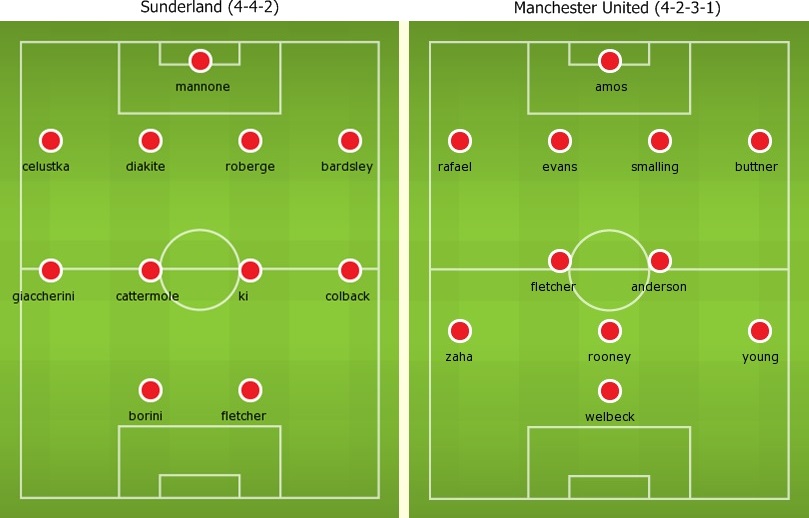 Sunderland (4-4-2)
mannone
celustka diakite roberge bardsley
giaccherini cattermole ki colback
borini fletcher
Manchester United (4-2-3-1)
amos
rafael evans smalling buttner
fletcher anderson
zaha rooney young
welbeck